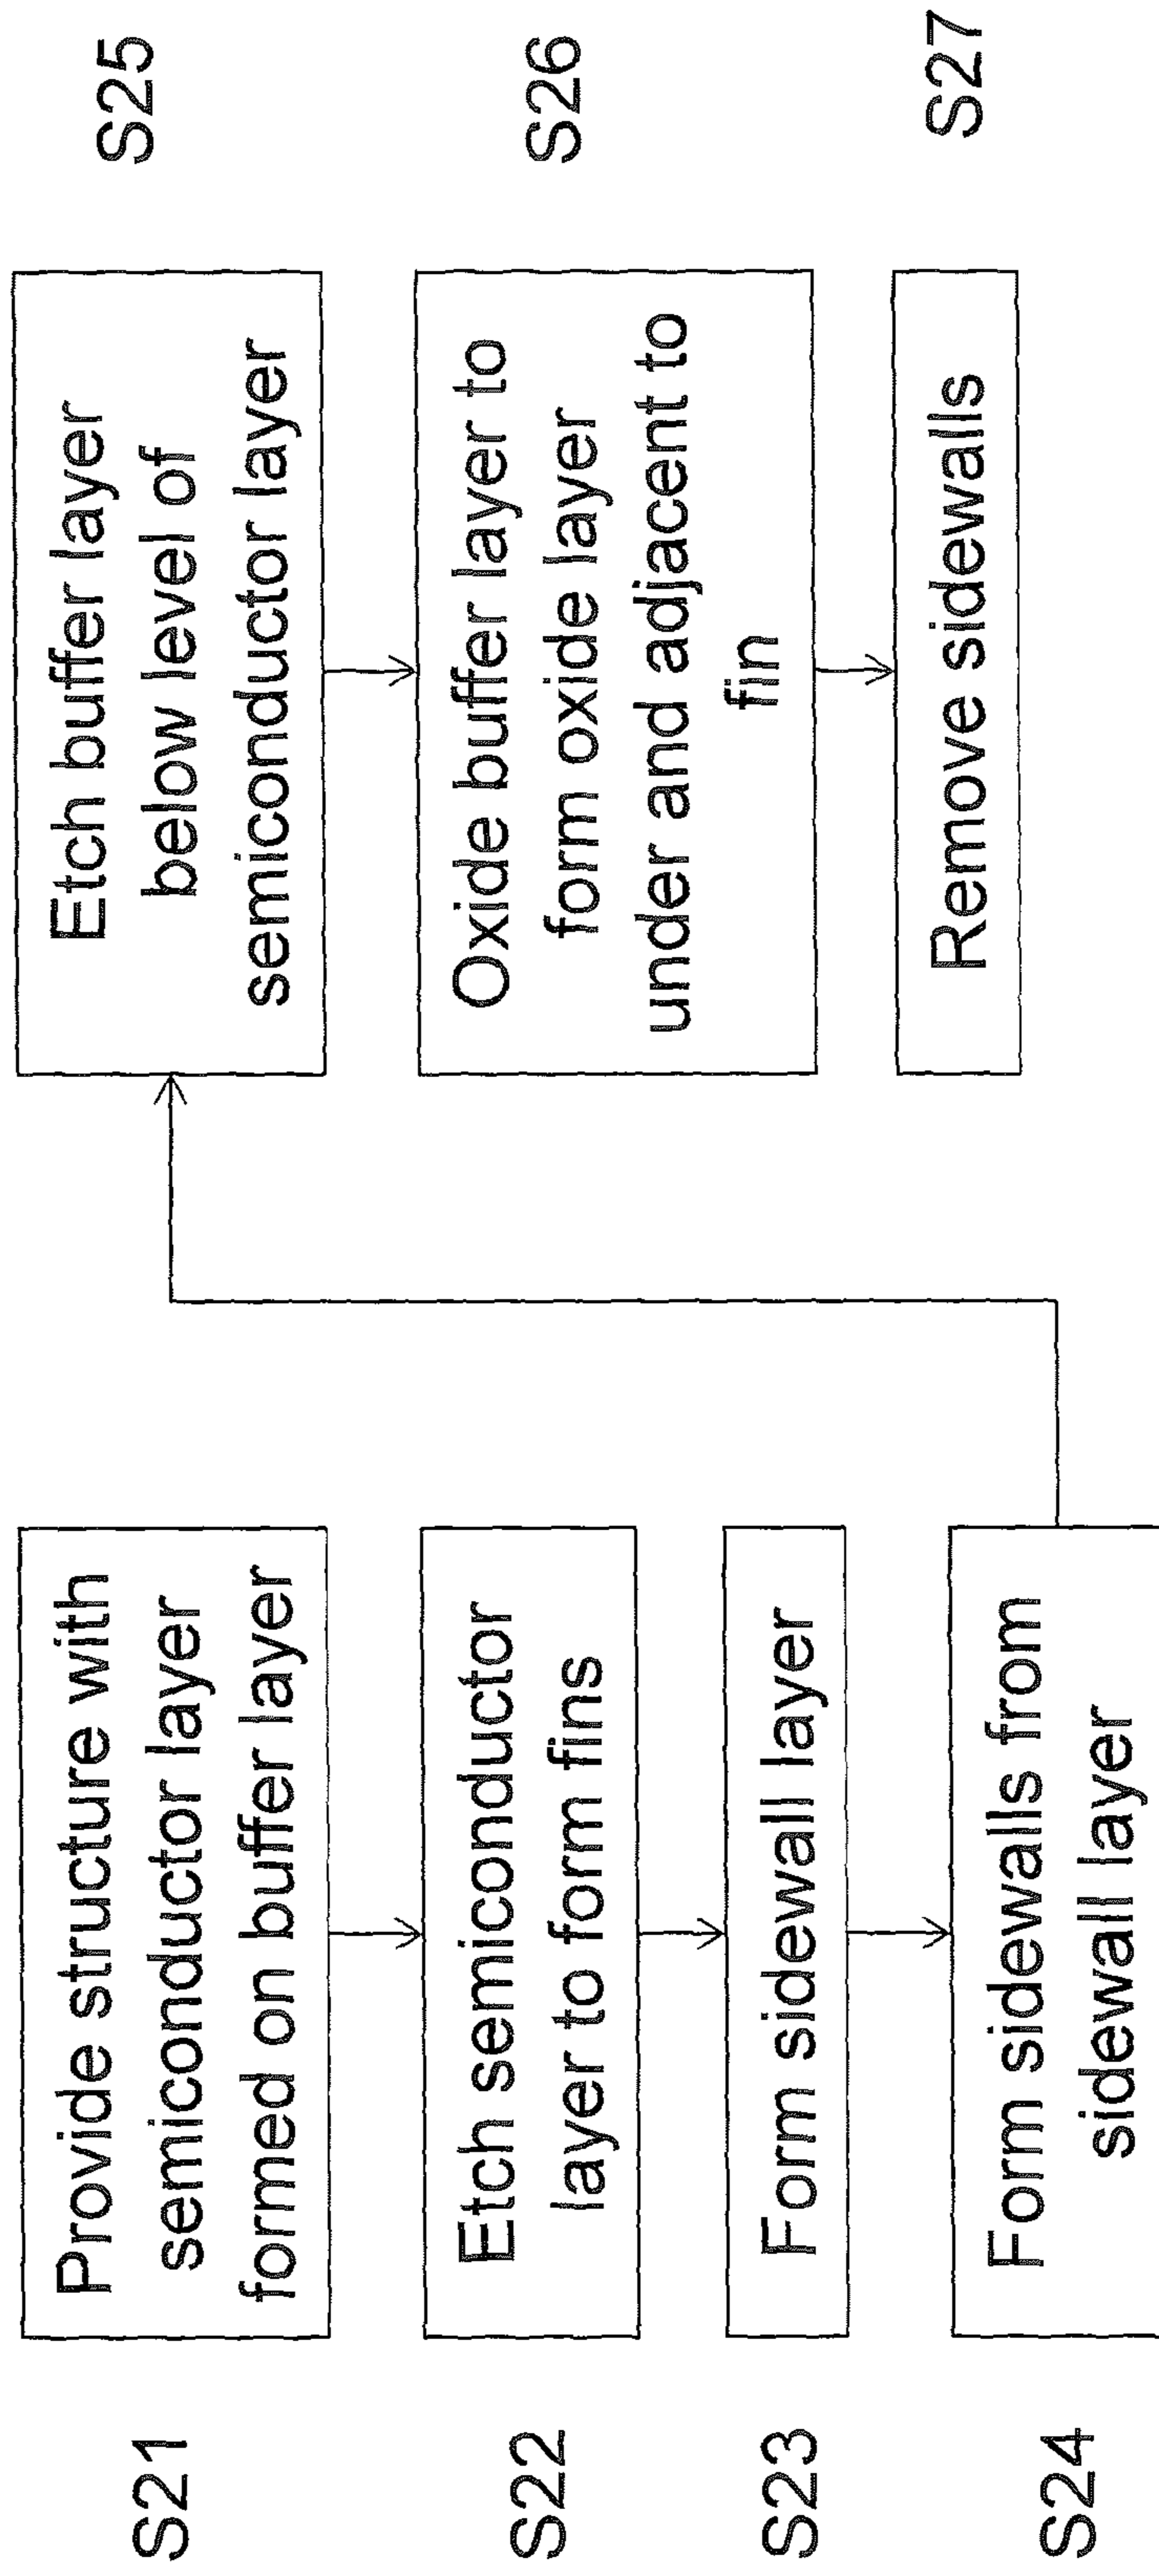 S21
Provide structure with
semiconductor layer
formed on buffer layer
S22
Etch semiconductor
layer to form fins
S23
Form sidewall layer
S24
Form sidewalls from
sidewall layer
Etch buffer layer
below level of
semiconductor layer
S25
Oxide buffer layer to
form oxide layer
under and adjacent to
fin
S26
Remove sidewalls
S27